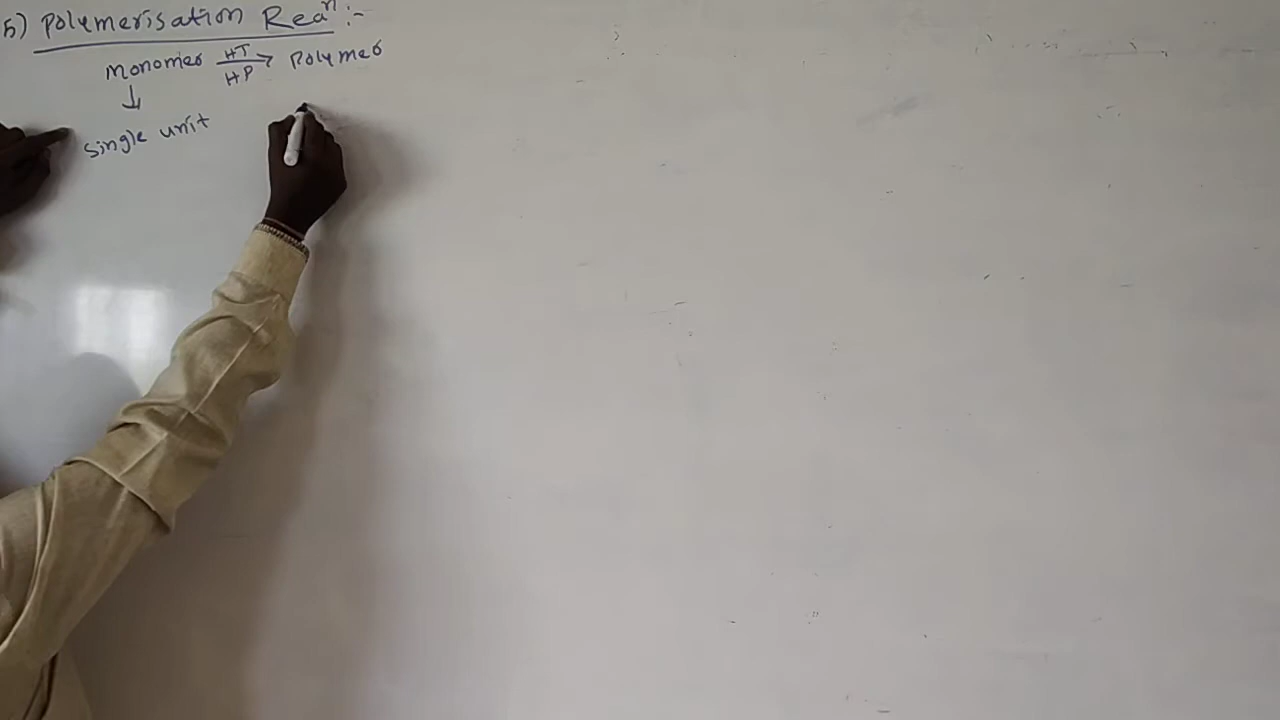 5) Polymerisation Reaⁿ :-
Monomer HT/HP → Polymer
↓
Single unit